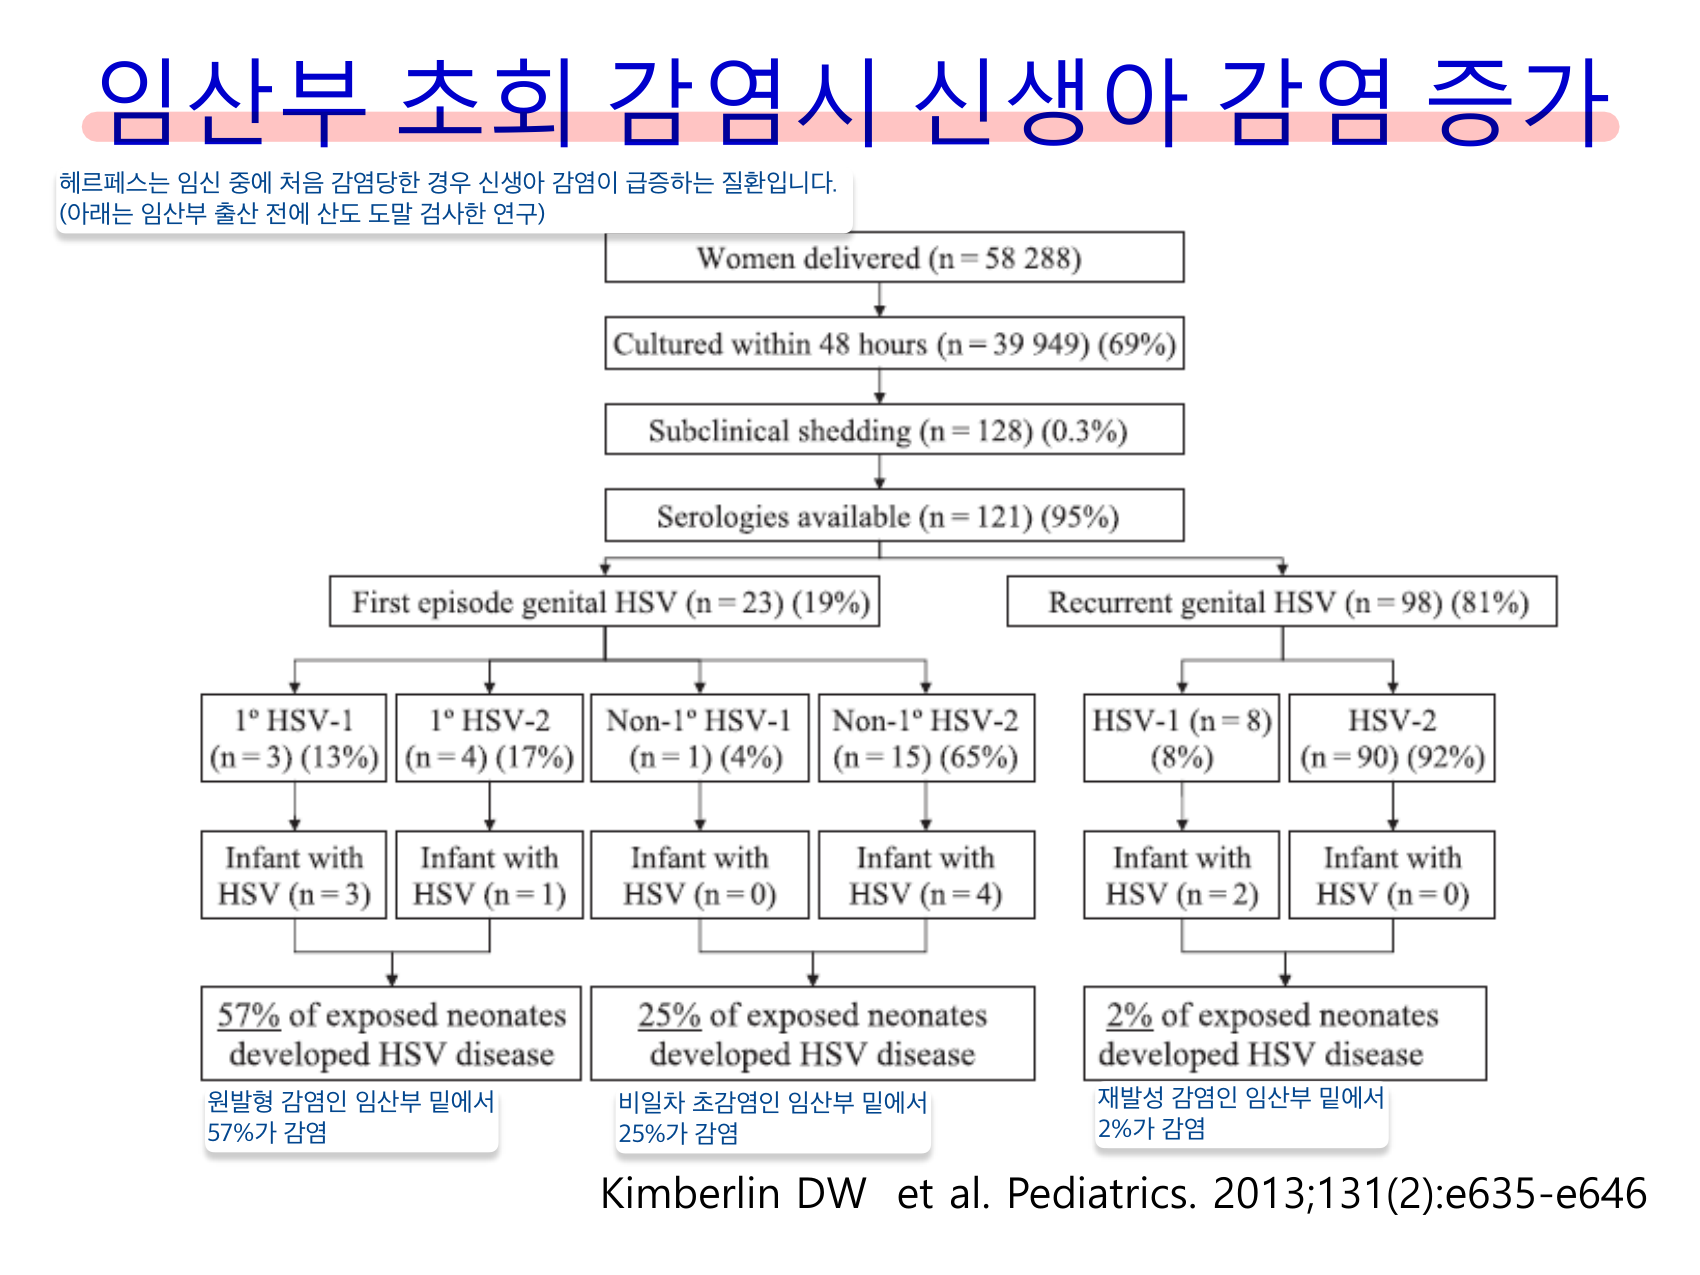 임산부 초회 감염시 신생아 감염 증가
헤르페스는 임신 중에 처음 감염당한 경우 신생아 감염이 급증하는 질환입니다.
(아래는 임산부 출산 전에 산도 도말 검사한 연구)
Women delivered (n = 58 288)
Cultured within 48 hours (n = 39 949) (69%)
Subclinical shedding (n = 128) (0.3%)
Serologies available (n = 121) (95%)
First episode genital HSV (n = 23) (19%)
Recurrent genital HSV (n = 98) (81%)
1º HSV-1
(n = 3) (13%)
1º HSV-2
(n = 4) (17%)
Non-1º HSV-1
(n = 1) (4%)
Non-1º HSV-2
(n = 15) (65%)
HSV-1 (n = 8)
(8%)
HSV-2
(n = 90) (92%)
Infant with
HSV (n = 3)
Infant with
HSV (n = 1)
Infant with
HSV (n = 0)
Infant with
HSV (n = 4)
Infant with
HSV (n = 2)
Infant with
HSV (n = 0)
57% of exposed neonates
developed HSV disease
25% of exposed neonates
developed HSV disease
2% of exposed neonates
developed HSV disease
원발형 감염인 임산부 밑에서
57%가 감염
비일차 초감염인 임산부 밑에서
25%가 감염
재발성 감염인 임산부 밑에서
2%가 감염
Kimberlin DW et al. Pediatrics. 2013;131(2):e635-e646